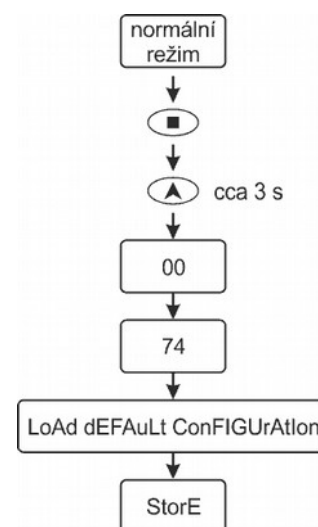 normální
režim
cca 3 s
00
74
LoAd dEFAuLt ConFIGUrAtIon
StorE